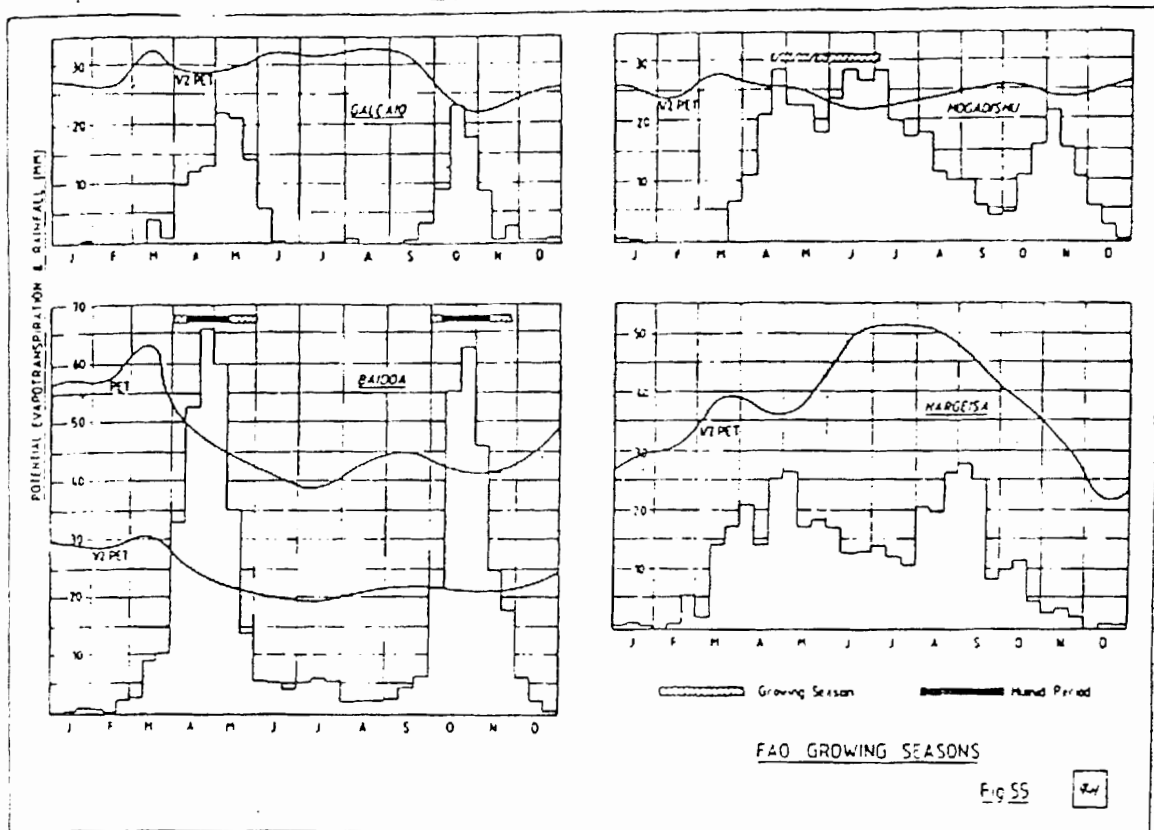 POTENTIAL EVAPOTRANSPIRATION & RAINFALL (MM)
30
20
10
1/2 PET
GALCAIO
J F M A M J J A S O N D
30
20
10
1/2 PET
MOGADISHU
J F M A M J J A S O N D
70
60
50
40
30
20
10
PET
1/2 PET
BAIDOA
J F M A M J J A S O N D
50
40
30
20
10
1/2 PET
HARGEISA
J F M A M J J A S O N D
Growing Season
Humid Period
FAO GROWING SEASONS
Fig 55